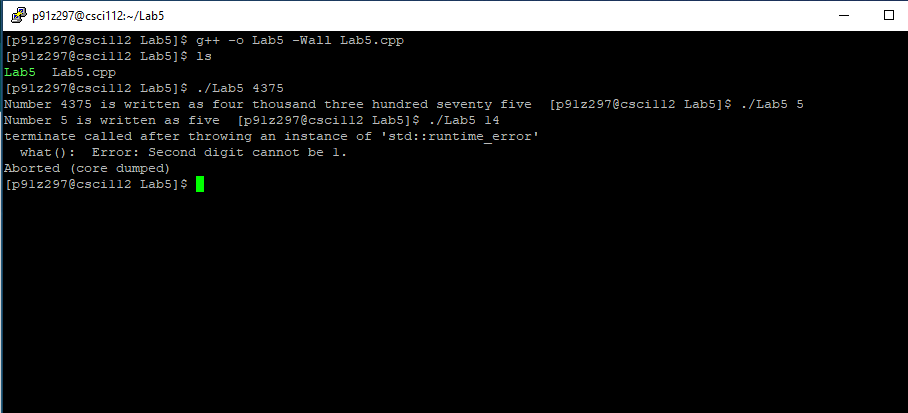 p91z297@csci112:~/Lab5
[p91z297@csci112 Lab5]$ g++ -o Lab5 -Wall Lab5.cpp
[p91z297@csci112 Lab5]$ ls
Lab5  Lab5.cpp
[p91z297@csci112 Lab5]$ ./Lab5 4375
Number 4375 is written as four thousand three hundred seventy five  [p91z297@csci112 Lab5]$ ./Lab5 5
Number 5 is written as five  [p91z297@csci112 Lab5]$ ./Lab5 14
terminate called after throwing an instance of 'std::runtime_error'
  what():  Error: Second digit cannot be 1.
Aborted (core dumped)
[p91z297@csci112 Lab5]$